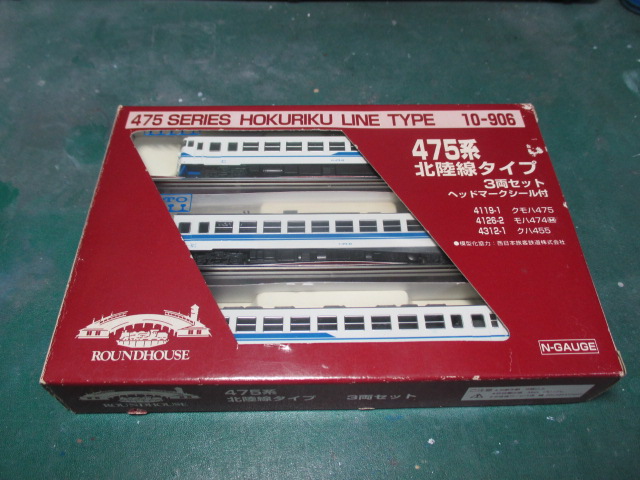 475 SERIES HOKURIKU LINE TYPE 10-906
475系
北陸線タイプ
3両セット
ヘッドマークシール付
4119-1 クモハ475
4126-2 モハ474Ⓜ
4312-1 クハ455
●模型化協力：西日本旅客鉄道株式会社
ROUNDHOUSE
N-GAUGE
475系
北陸線タイプ 3両セット
ROUNDHOUSE